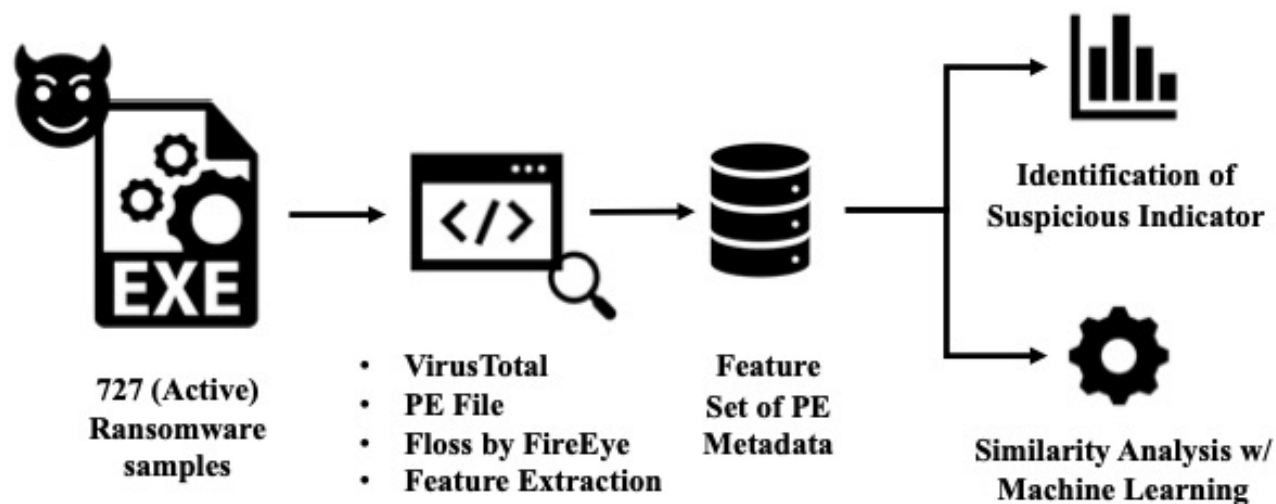 EXE
</>
727 (Active)
Ransomware
samples
• VirusTotal
• PE File
• Floss by FireEye
• Feature Extraction
Feature
Set of PE
Metadata
Identification of
Suspicious Indicator
Similarity Analysis w/
Machine Learning